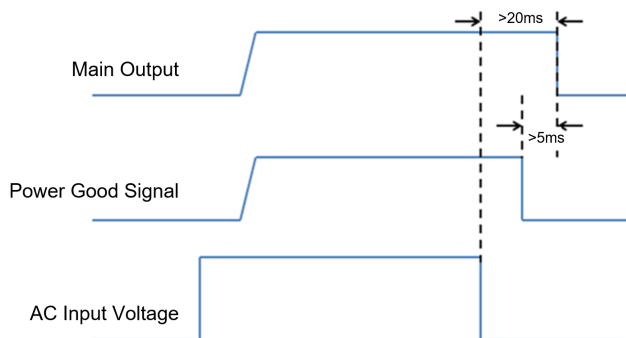 >20ms
Main Output
>5ms
Power Good Signal
AC Input Voltage